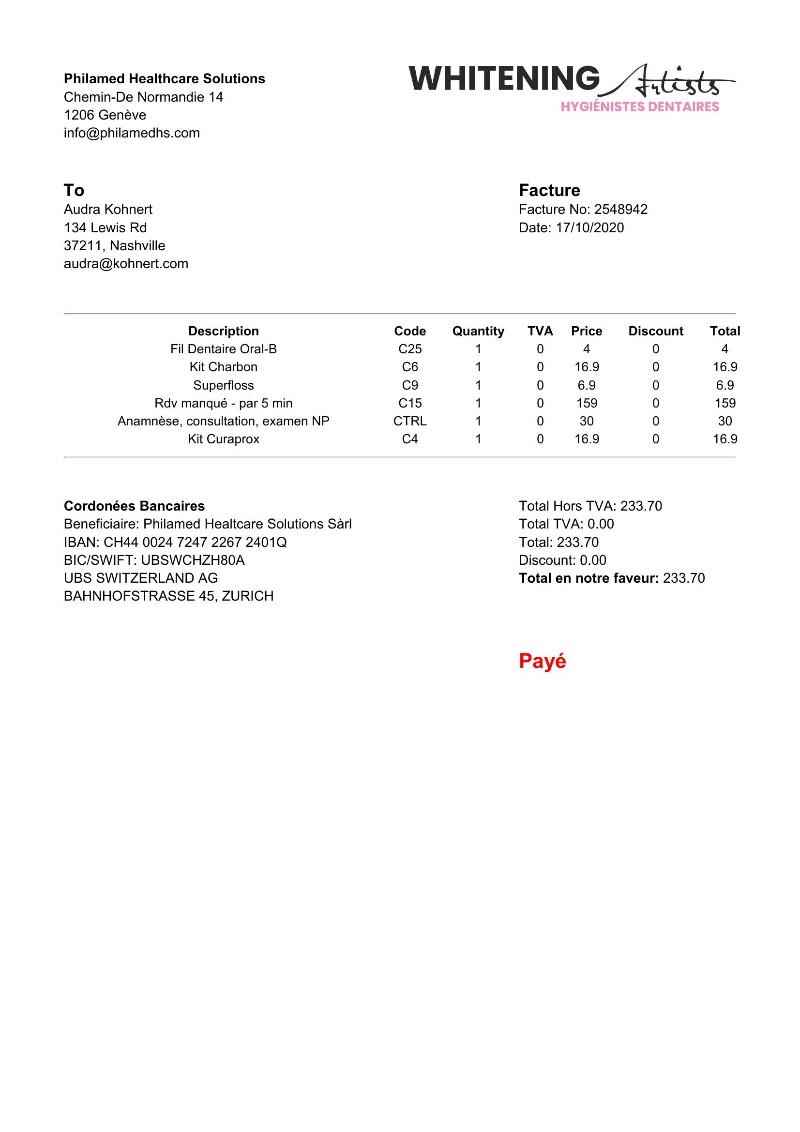 Philamed Healthcare Solutions
Chemin-De Normandie 14
1206 Genève
info@philamedhs.com
WHITENING Artists
HYGIÉNISTES DENTAIRES
To
Audra Kohnert
134 Lewis Rd
37211, Nashville
audra@kohnert.com
Facture
Facture No: 2548942
Date: 17/10/2020
Description Code Quantity TVA Price Discount Total
Fil Dentaire Oral-B C25 1 0 4 0 4
Kit Charbon C6 1 0 16.9 0 16.9
Superfloss C9 1 0 6.9 0 6.9
Rdv manqué - par 5 min C15 1 0 159 0 159
Anamnèse, consultation, examen NP CTRL 1 0 30 0 30
Kit Curaprox C4 1 0 16.9 0 16.9
Cordonées Bancaires
Beneficiaire: Philamed Healtcare Solutions Sàrl
IBAN: CH44 0024 7247 2267 2401Q
BIC/SWIFT: UBSWCHZH80A
UBS SWITZERLAND AG
BAHNHOFSTRASSE 45, ZURICH
Total Hors TVA: 233.70
Total TVA: 0.00
Total: 233.70
Discount: 0.00
Total en notre faveur: 233.70
Payé